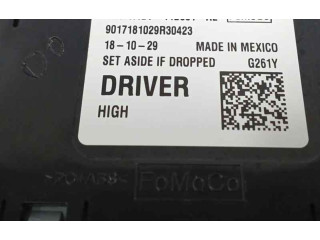 9017181029R30423
18-10-29 MADE IN MEXICO
SET ASIDE IF DROPPED G261Y
DRIVER
HIGH
FoMoCo